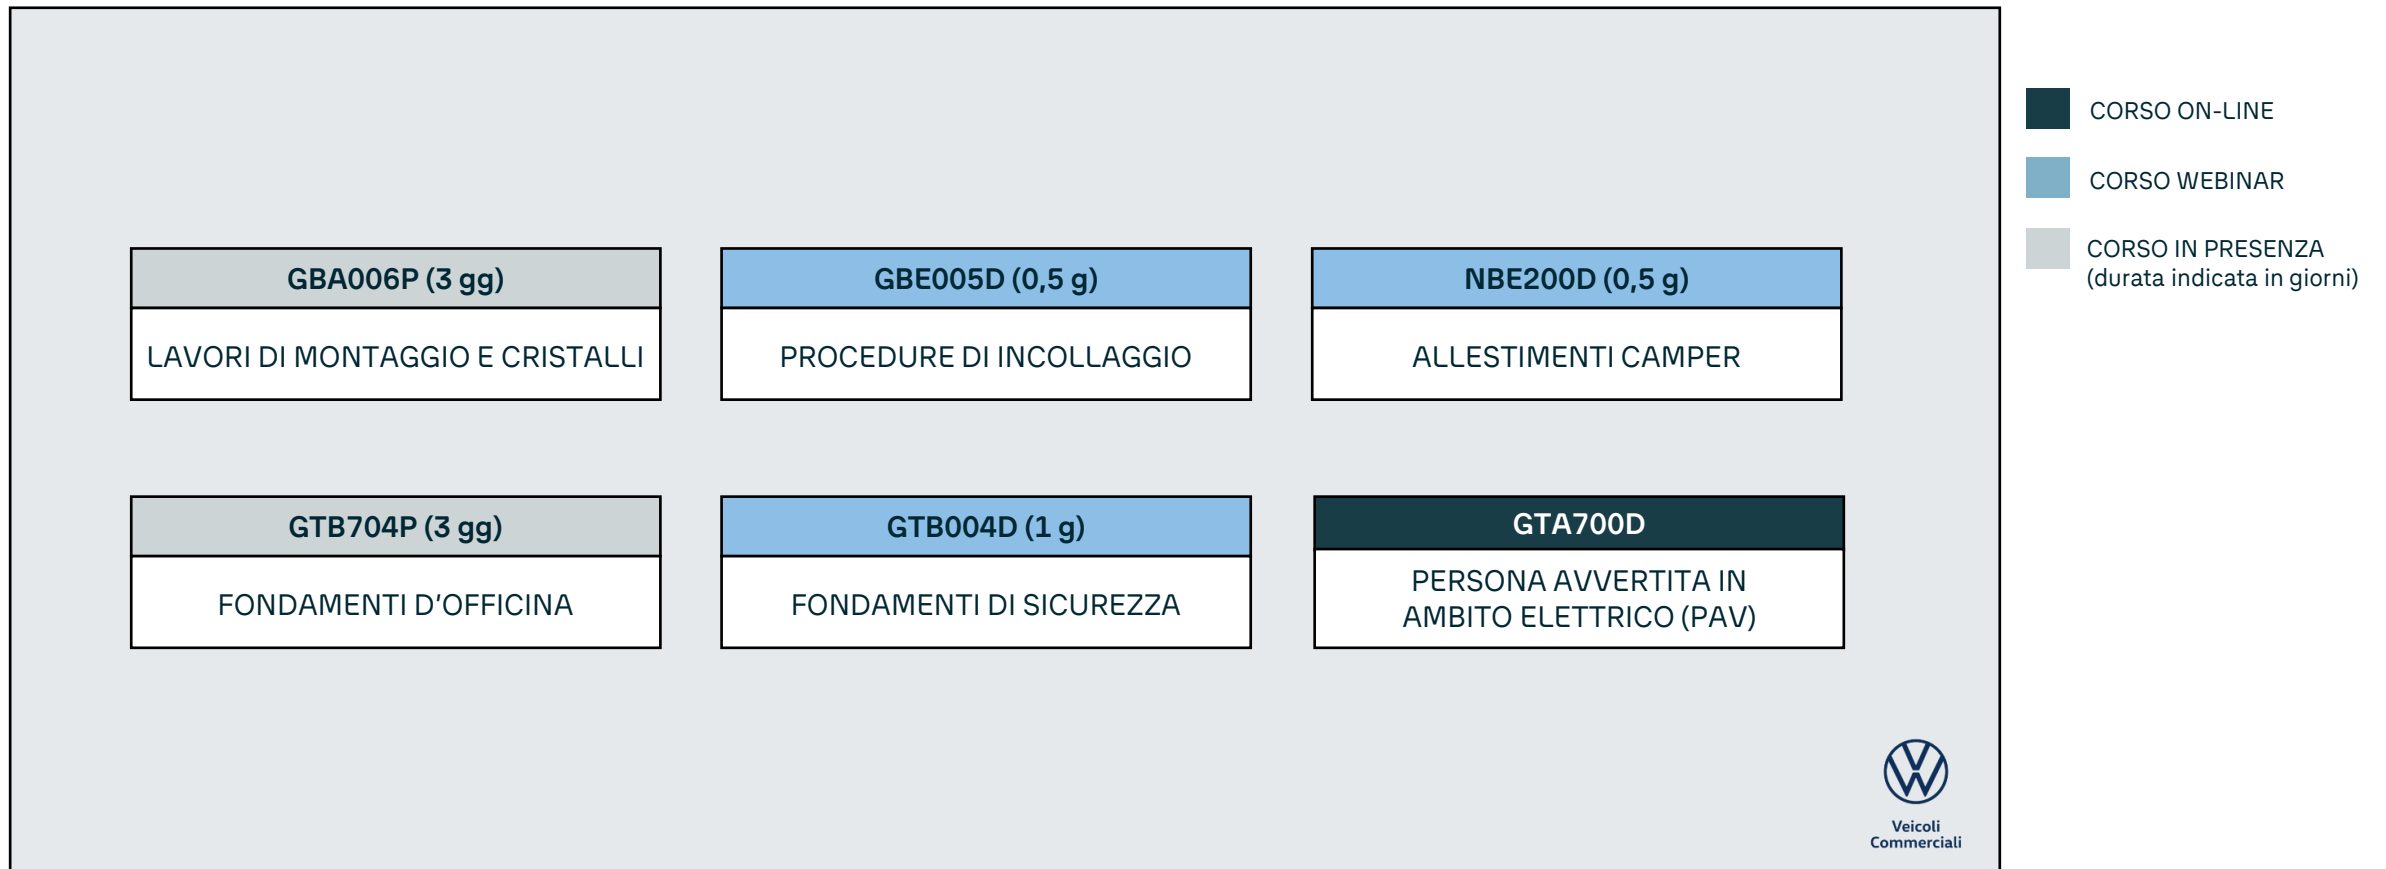 CORSO ON-LINE
CORSO WEBINAR
CORSO IN PRESENZA
(durata indicata in giorni)
GBA006P (3 gg)
LAVORI DI MONTAGGIO E CRISTALLI
GBE005D (0,5 g)
PROCEDURE DI INCOLLAGGIO
NBE200D (0,5 g)
ALLESTIMENTI CAMPER
GTB704P (3 gg)
FONDAMENTI D'OFFICINA
GTB004D (1 g)
FONDAMENTI DI SICUREZZA
GTA700D
PERSONA AVVERTITA IN
AMBITO ELETTRICO (PAV)
Veicoli
Commerciali